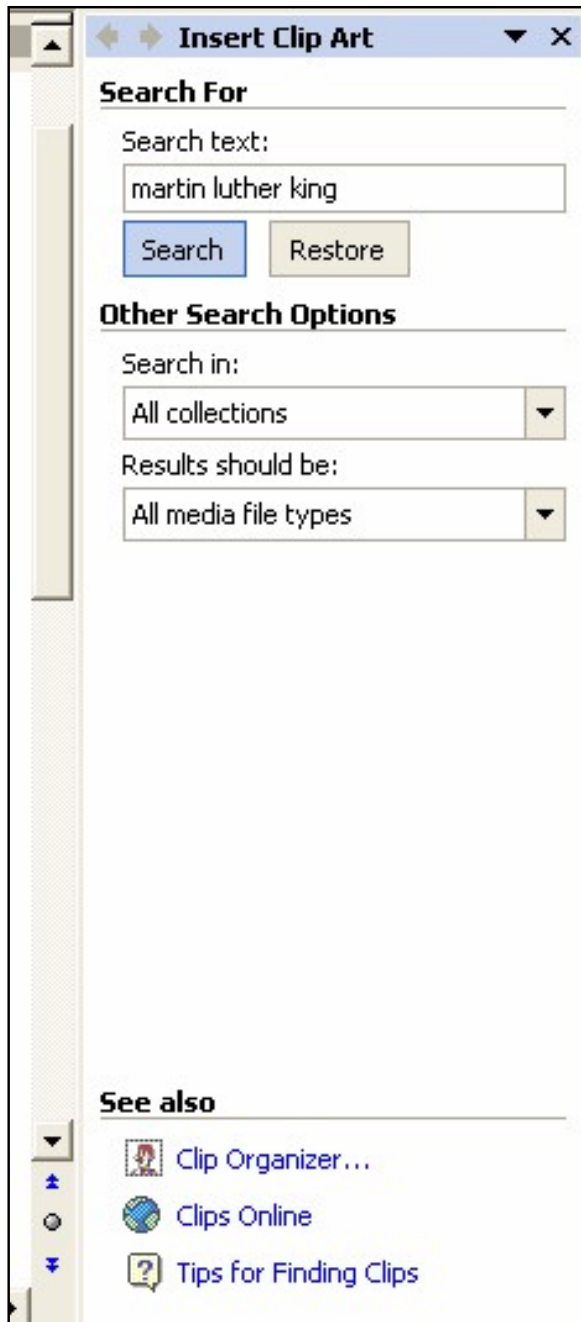 Insert Clip Art
Search For
Search text:
martin luther king
Search Restore
Other Search Options
Search in:
All collections
Results should be:
All media file types
See also
Clip Organizer...
Clips Online
Tips for Finding Clips